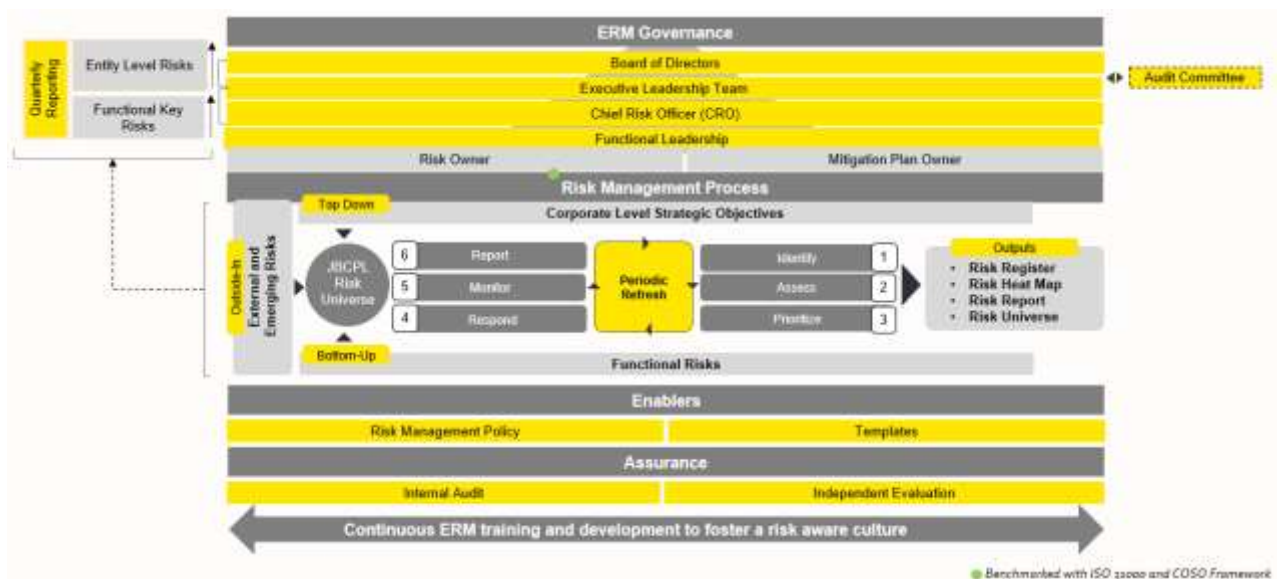 ERM Governance
Quarterly
Reporting
Entity Level Risks
Functional Key
Risks
Board of Directors
Executive Leadership Team
Chief Risk Officer (CRO)
Functional Leadership
Audit Committee
Risk Owner
Mitigation Plan Owner
Risk Management Process
Top Down
Corporate Level Strategic Objectives
Outside-In
External and
Emerging Risks
JBCPL
Risk
Universe
6
Report
5
Monitor
4
Respond
Periodic
Refresh
Identify
1
Assess
2
Prioritize
3
Outputs
• Risk Register
• Risk Heat Map
• Risk Report
• Risk Universe
Bottom-Up
Functional Risks
Enablers
Risk Management Policy
Templates
Assurance
Internal Audit
Independent Evaluation
Continuous ERM training and development to foster a risk aware culture
Benchmarked with ISO 31000 and COSO Framework